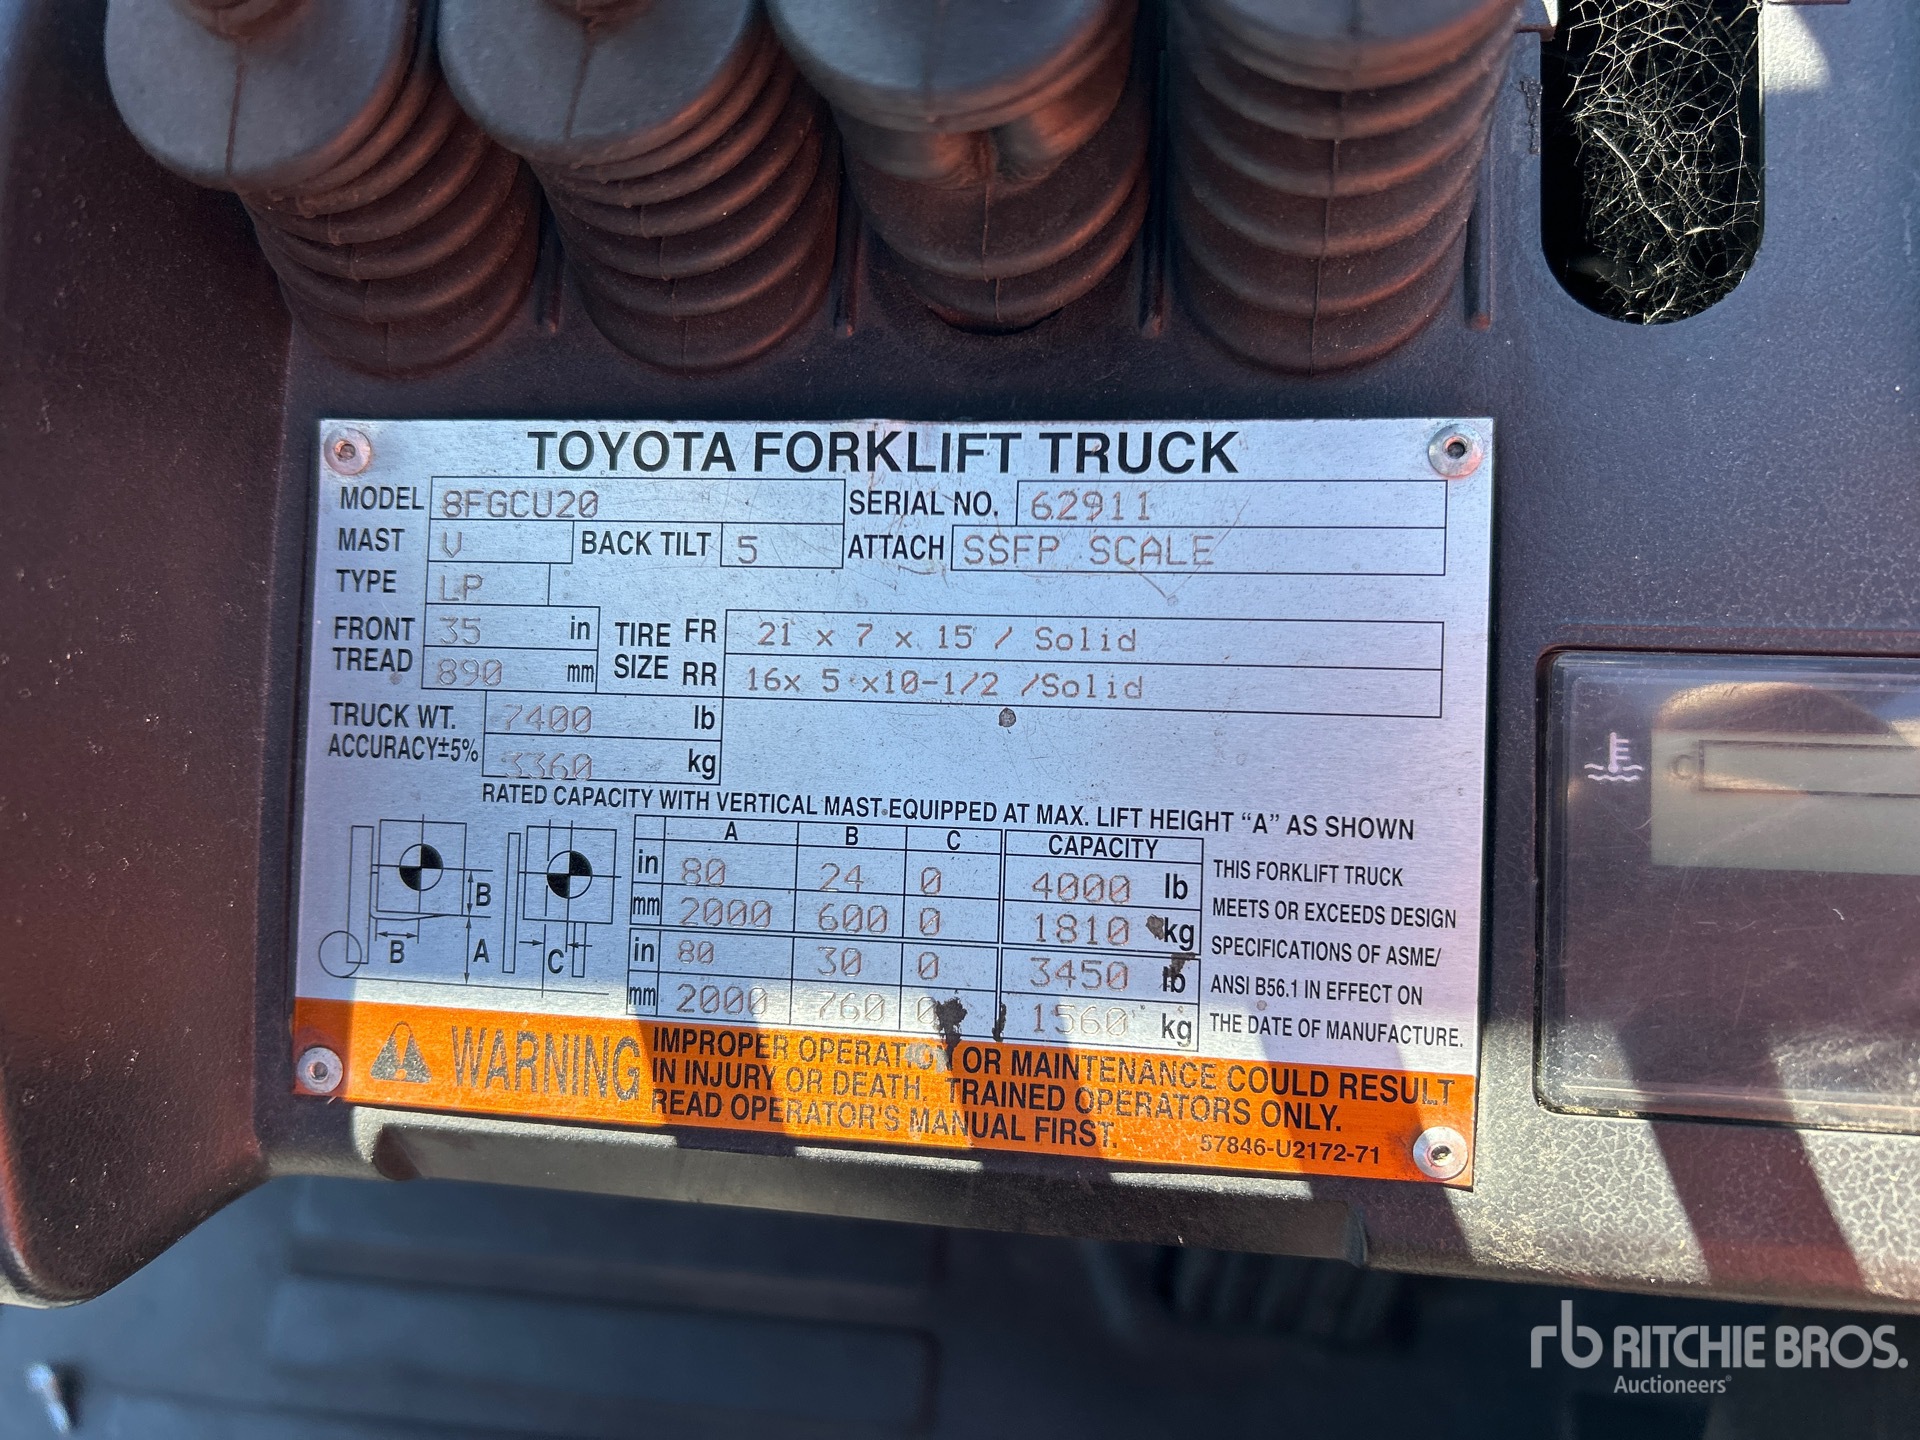 TOYOTA FORKLIFT TRUCK
MODEL 8FGCU20 SERIAL NO. 62911
MAST V BACK TILT 5 ATTACH SSFP SCALE
TYPE LP
FRONT TREAD 35 in
890 mm
TIRE SIZE FR 21 x 7 x 15 / Solid
RR 16x 5 x10-1/2 /Solid
TRUCK WT. 7400 lb
ACCURACY±5% 3360 kg
RATED CAPACITY WITH VERTICAL MAST EQUIPPED AT MAX. LIFT HEIGHT “A” AS SHOWN
A B C CAPACITY
in 80 24 0 4000 lb
mm 2000 600 0 1810 kg
in 80 30 0 3450 lb
mm 2000 760 0 1560 kg
B
B A C
THIS FORKLIFT TRUCK
MEETS OR EXCEEDS DESIGN
SPECIFICATIONS OF ASME/
ANSI B56.1 IN EFFECT ON
THE DATE OF MANUFACTURE.
WARNING
IMPROPER OPERATION OR MAINTENANCE COULD RESULT
IN INJURY OR DEATH. TRAINED OPERATORS ONLY.
READ OPERATOR'S MANUAL FIRST.
57846-U2172-71
C
rb RITCHIE BROS.
Auctioneers®